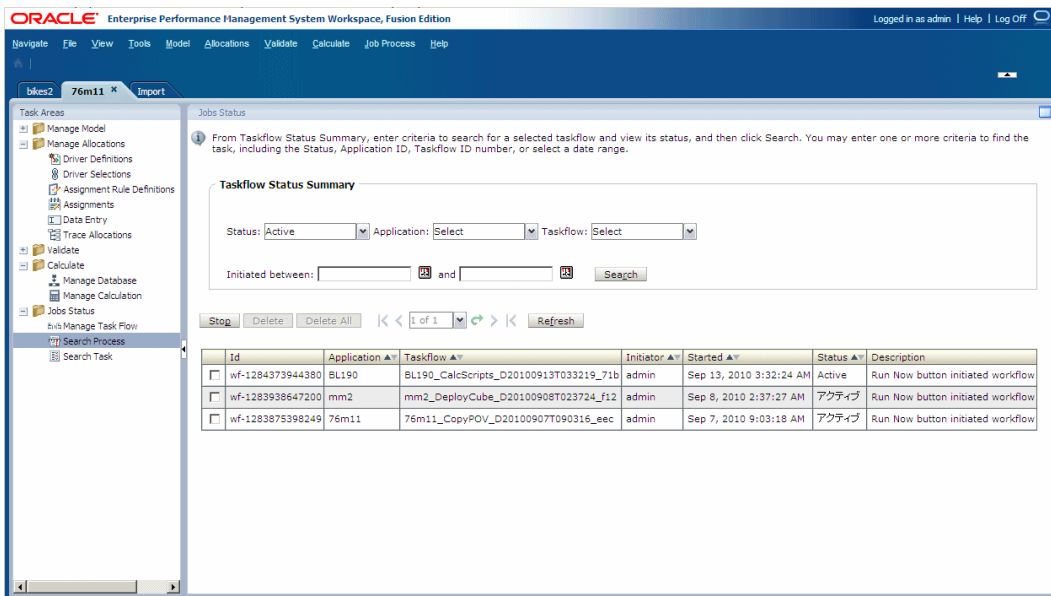 ORACLE Enterprise Performance Management System Workspace, Fusion Edition
Logged in as admin | Help | Log Off
Navigate File View Tools Model Allocations Validate Calculate Job Process Help
bikes2 76m11 × Import
Task Areas
Manage Model
Manage Allocations
Driver Definitions
Driver Selections
Assignment Rule Definitions
Assignments
Data Entry
Trace Allocations
Validate
Calculate
Manage Database
Manage Calculation
Jobs Status
Manage Task Flow
Search Process
Search Task
Jobs Status
From Taskflow Status Summary, enter criteria to search for a selected taskflow and view its status, and then click Search. You may enter one or more criteria to find the
task, including the Status, Application ID, Taskflow ID number, or select a date range.
Taskflow Status Summary
Status: Active Application: Select Taskflow: Select
Initiated between: and Search
Stop Delete Delete All 1 of 1 Refresh
Id Application Taskflow Initiator Started Status Description
wf-1284373944380 BL190 BL190_CalcScripts_D20100913T033219_71b admin Sep 13, 2010 3:32:24 AM Active Run Now button initiated workflow
wf-1283938647200 mm2 mm2_DeployCube_D20100908T023724_f12 admin Sep 8, 2010 2:37:27 AM アクティブ Run Now button initiated workflow
wf-1283875398249 76m11 76m11_CopyPOV_D20100907T090316_eec admin Sep 7, 2010 9:03:18 AM アクティブ Run Now button initiated workflow